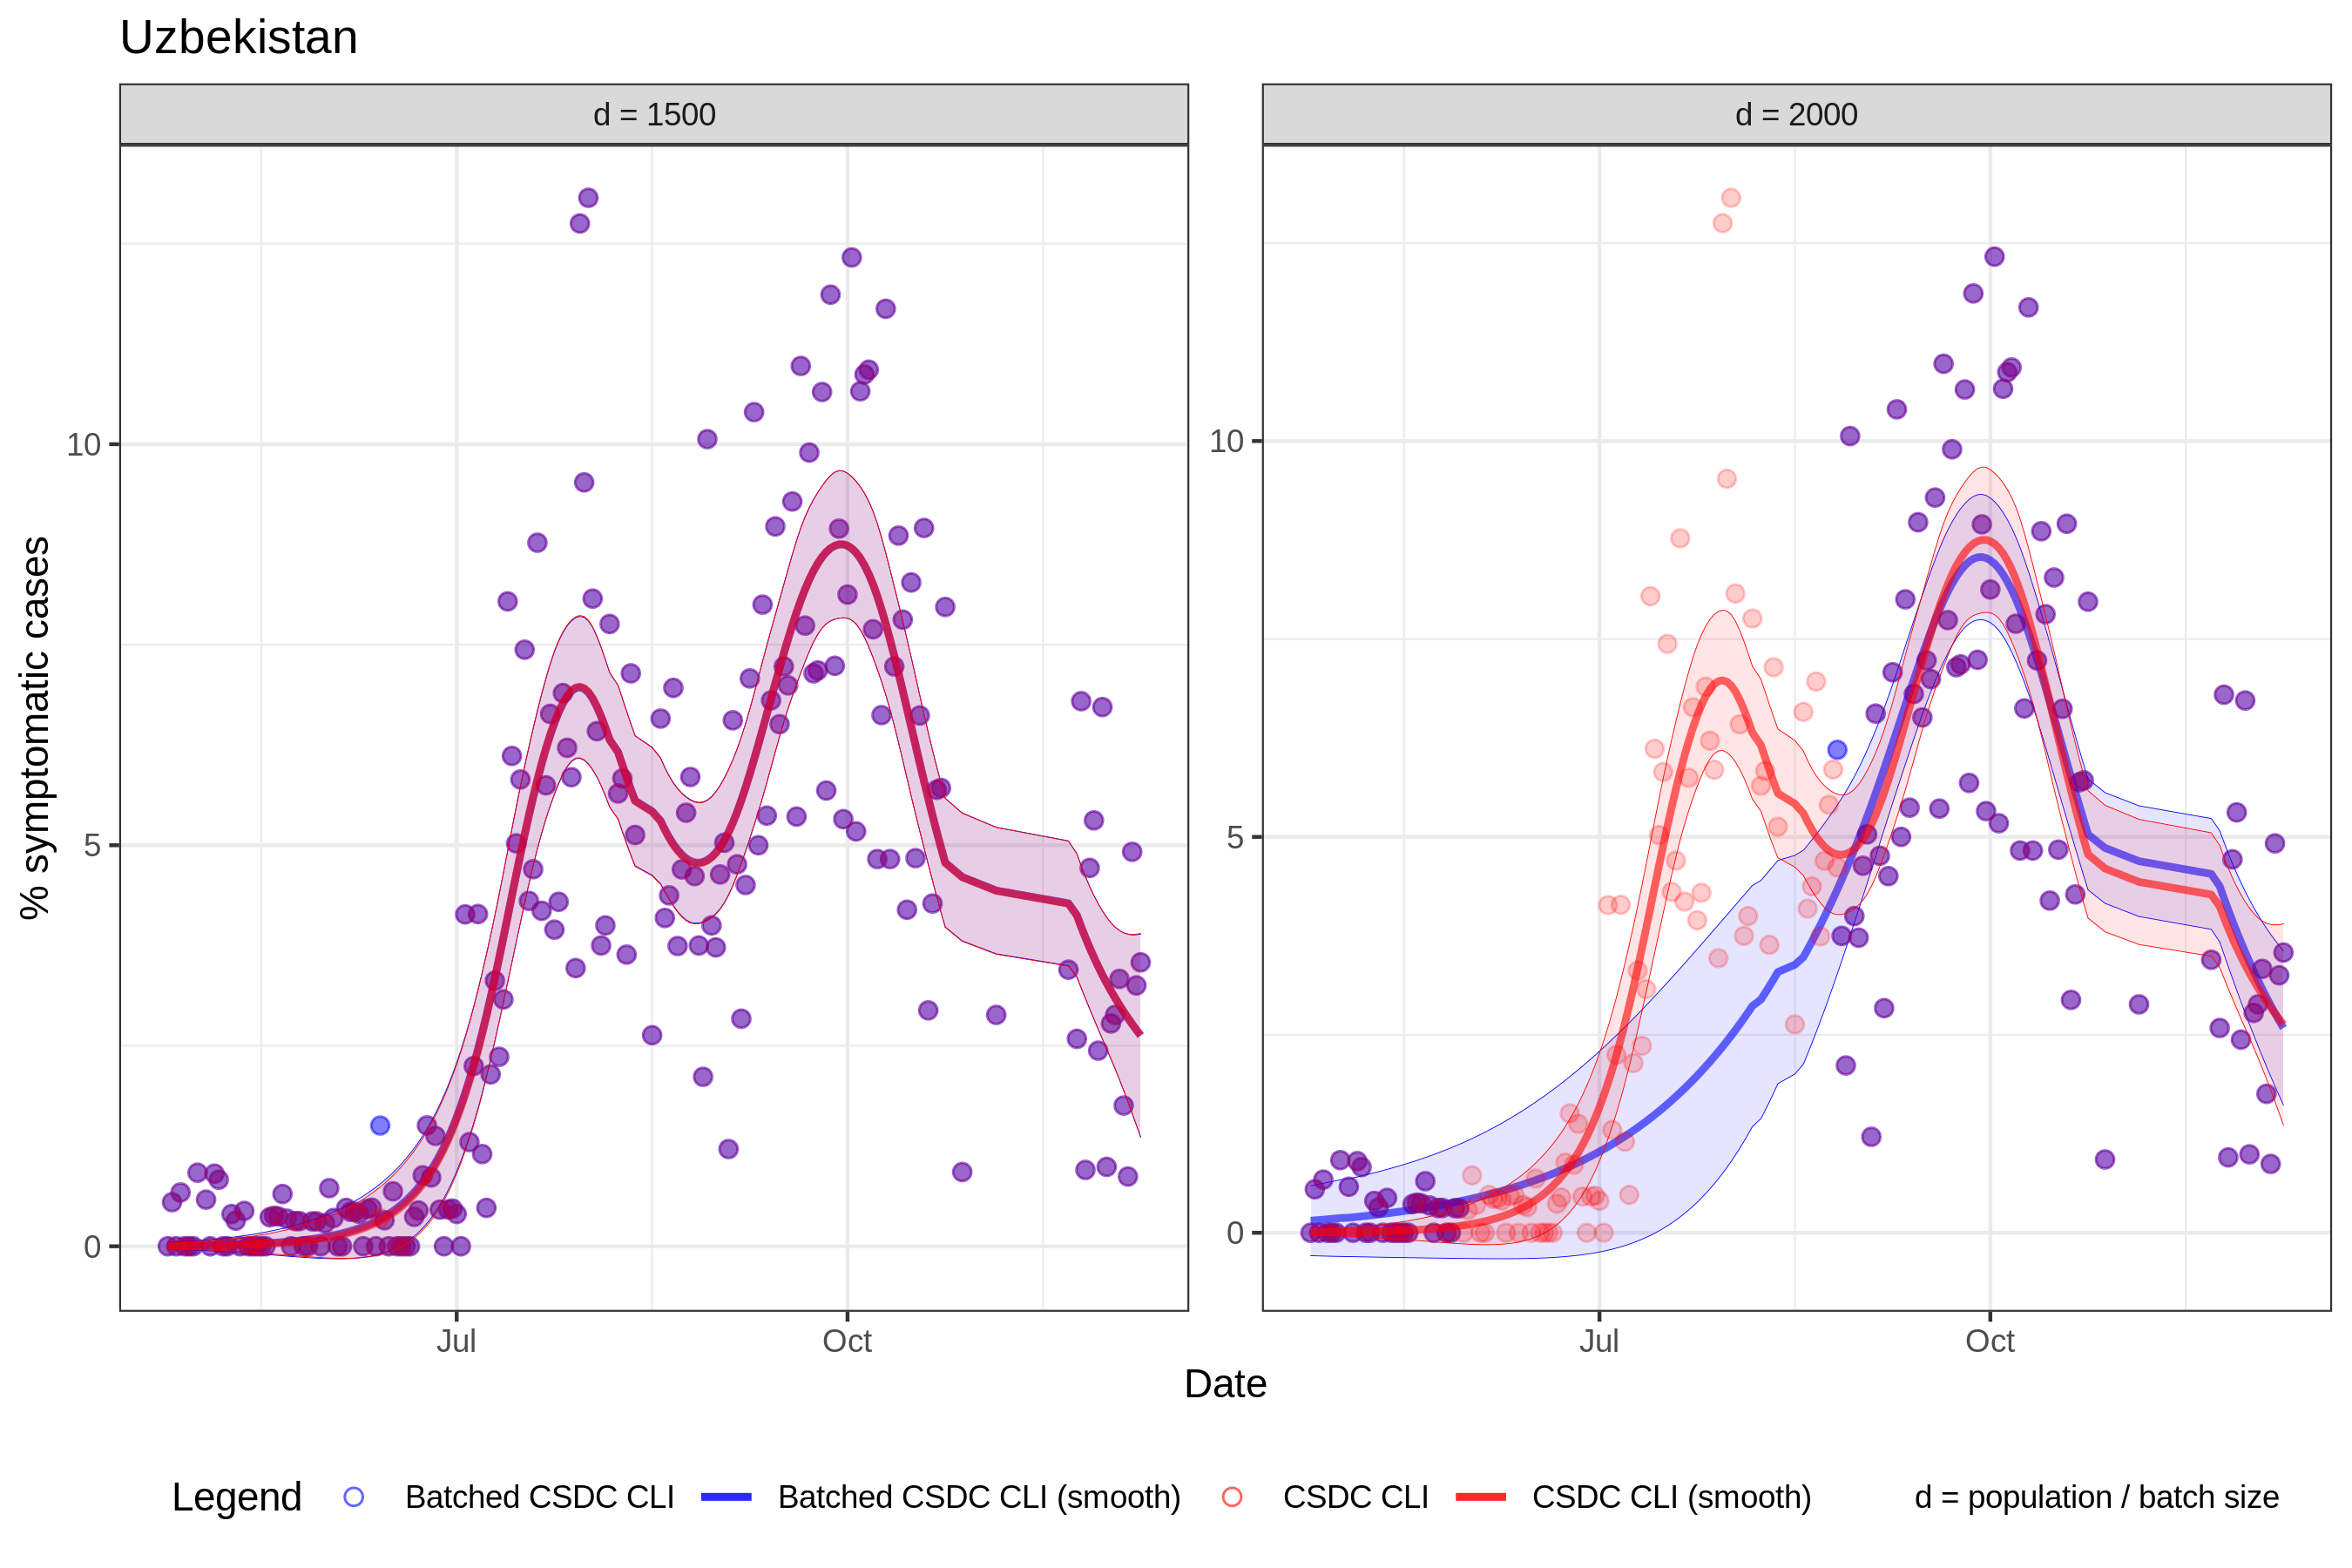 Uzbekistan
d = 1500
d = 2000
% symptomatic cases
10
5
0
10
5
0
Jul
Oct
Jul
Oct
Date
Legend
Batched CSDC CLI
Batched CSDC CLI (smooth)
CSDC CLI
CSDC CLI (smooth)
d = population / batch size